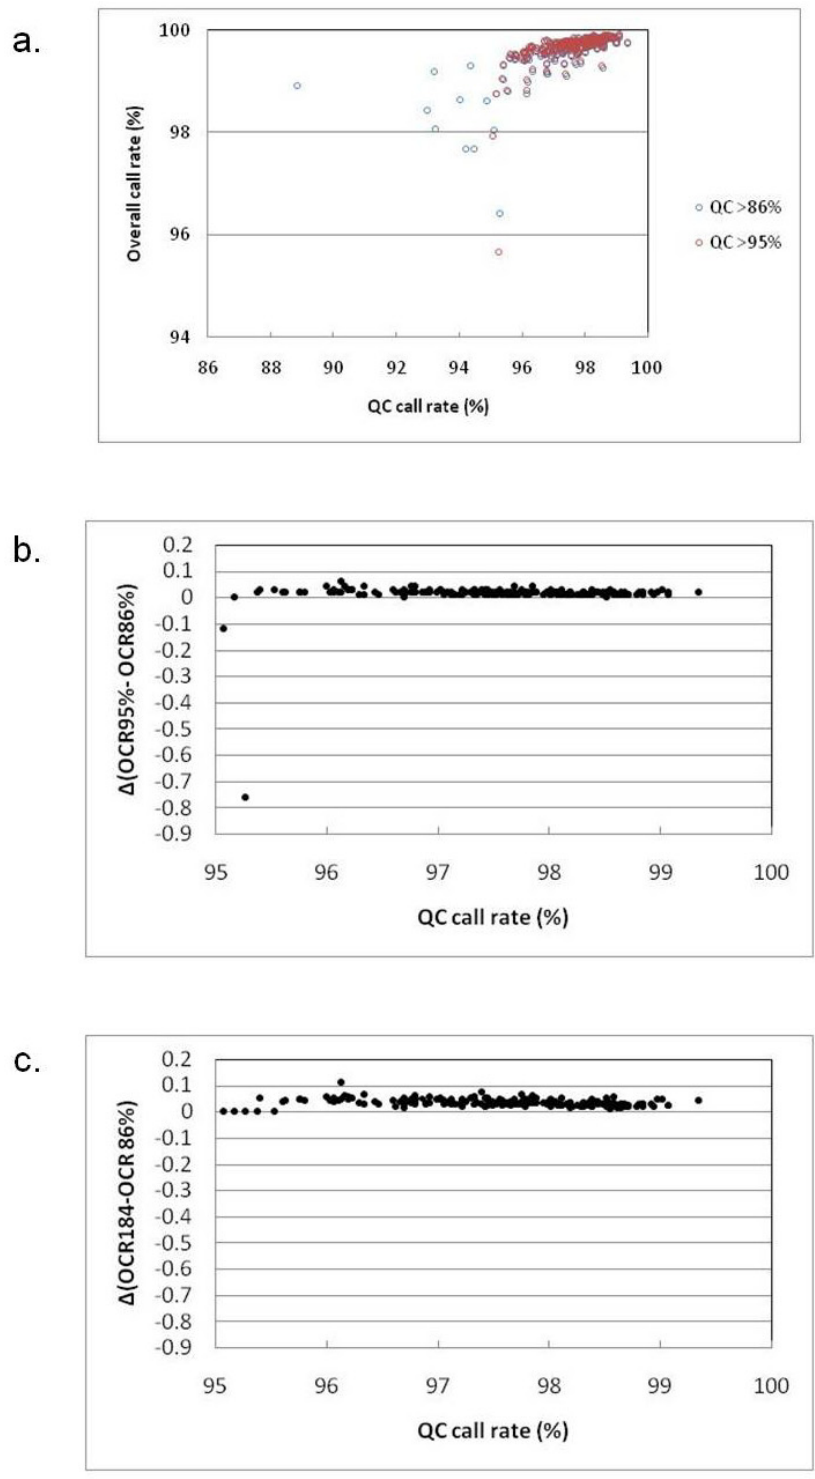 a.
100
98
96
94
Overall call rate (%)
86 88 90 92 94 96 98 100
QC call rate (%)
QC >86%
QC >95%
b.
0.2
0.1
0
-0.1
-0.2
-0.3
-0.4
-0.5
-0.6
-0.7
-0.8
-0.9
Δ(OCR95%- OCR86%)
95 96 97 98 99 100
QC call rate (%)
c.
0.2
0.1
0
-0.1
-0.2
-0.3
-0.4
-0.5
-0.6
-0.7
-0.8
-0.9
Δ(OCR184-OCR 86%)
95 96 97 98 99 100
QC call rate (%)